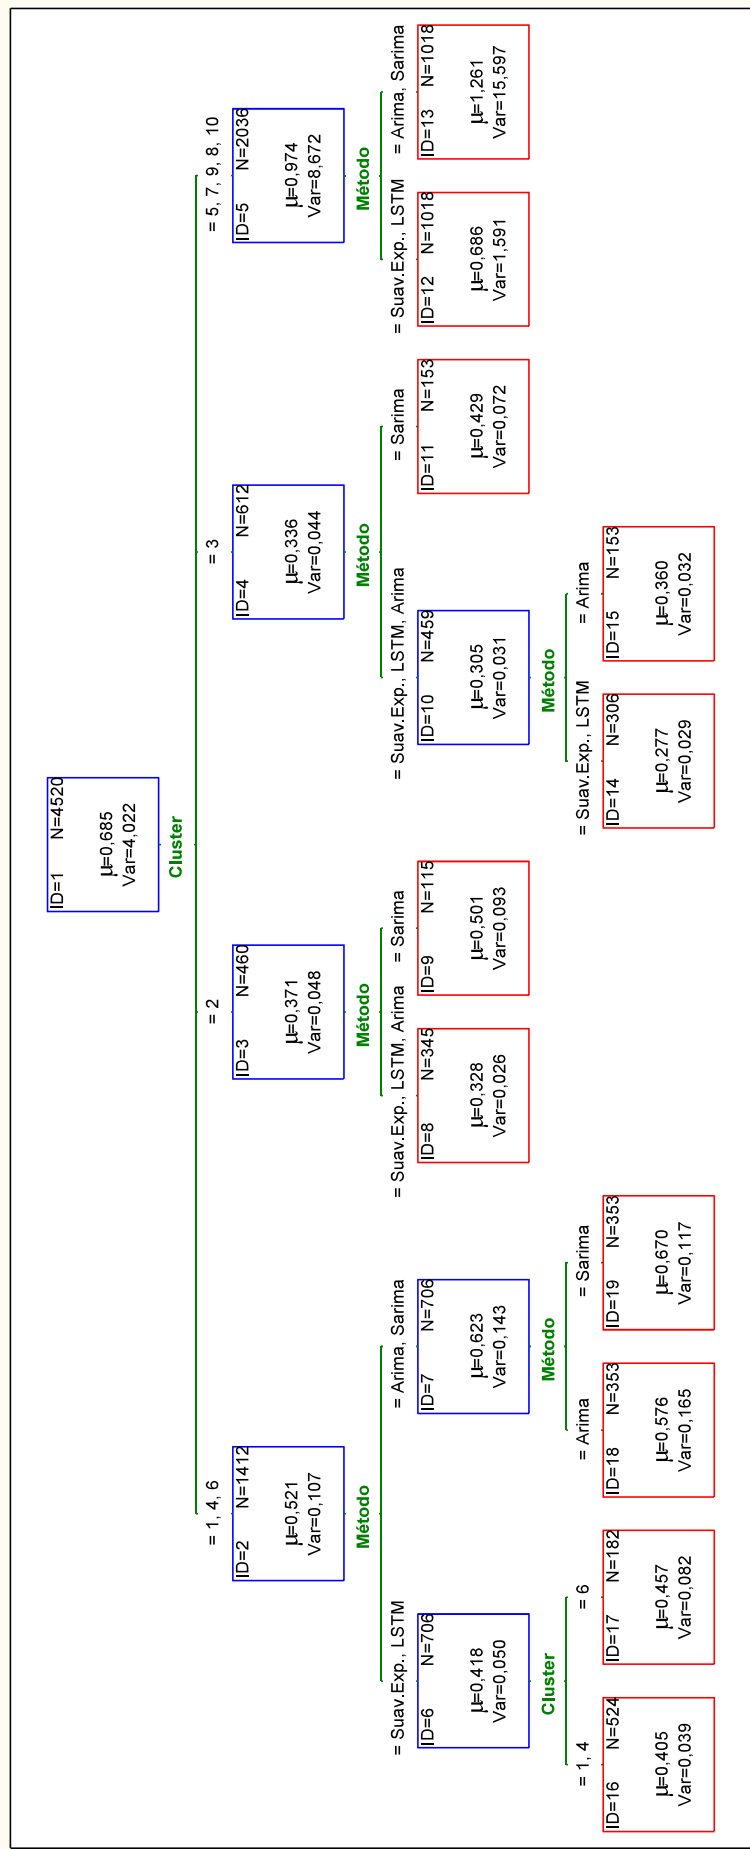 ID=1 N=4520
μ=0,685
Var=4,022
Cluster
= 1, 4, 6
= 2
= 3
= 5, 7, 9, 8, 10
ID=2 N=1412
μ=0,521
Var=0,107
Método
ID=3 N=460
μ=0,371
Var=0,048
Método
ID=4 N=612
μ=0,336
Var=0,044
Método
ID=5 N=2036
μ=0,974
Var=8,672
Método
= Suav.Exp., LSTM
= Arima, Sarima
= Suav.Exp., LSTM, Arima
= Sarima
= Suav.Exp., LSTM, Arima
= Sarima
= Suav.Exp., LSTM
= Arima, Sarima
ID=6 N=706
μ=0,418
Var=0,050
Cluster
ID=7 N=706
μ=0,623
Var=0,143
Método
ID=8 N=345
μ=0,328
Var=0,026
ID=9 N=115
μ=0,501
Var=0,093
ID=10 N=459
μ=0,305
Var=0,031
Método
ID=11 N=153
μ=0,429
Var=0,072
ID=12 N=1018
μ=0,686
Var=1,591
ID=13 N=1018
μ=1,261
Var=15,597
= 1, 4
= 6
= Arima
= Sarima
= Suav.Exp., LSTM
= Arima
ID=16 N=524
μ=0,405
Var=0,039
ID=17 N=182
μ=0,457
Var=0,082
ID=18 N=353
μ=0,576
Var=0,165
ID=19 N=353
μ=0,670
Var=0,117
ID=14 N=306
μ=0,277
Var=0,029
ID=15 N=153
μ=0,360
Var=0,032